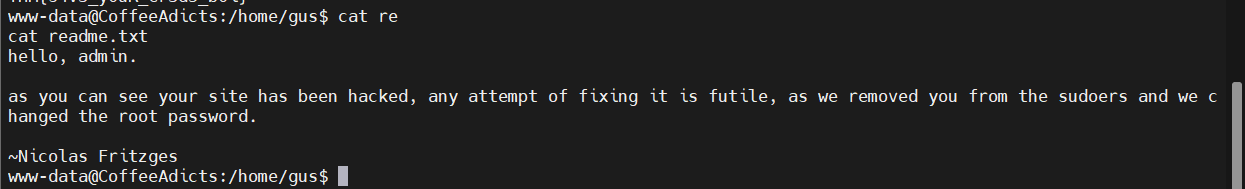 www-data@CoffeeAdicts:/home/gus$ cat re
cat readme.txt
hello, admin.
as you can see your site has been hacked, any attempt of fixing it is futile, as we removed you from the sudoers and we c
hanged the root password.
~Nicolas Fritzges
www-data@CoffeeAdicts:/home/gus$